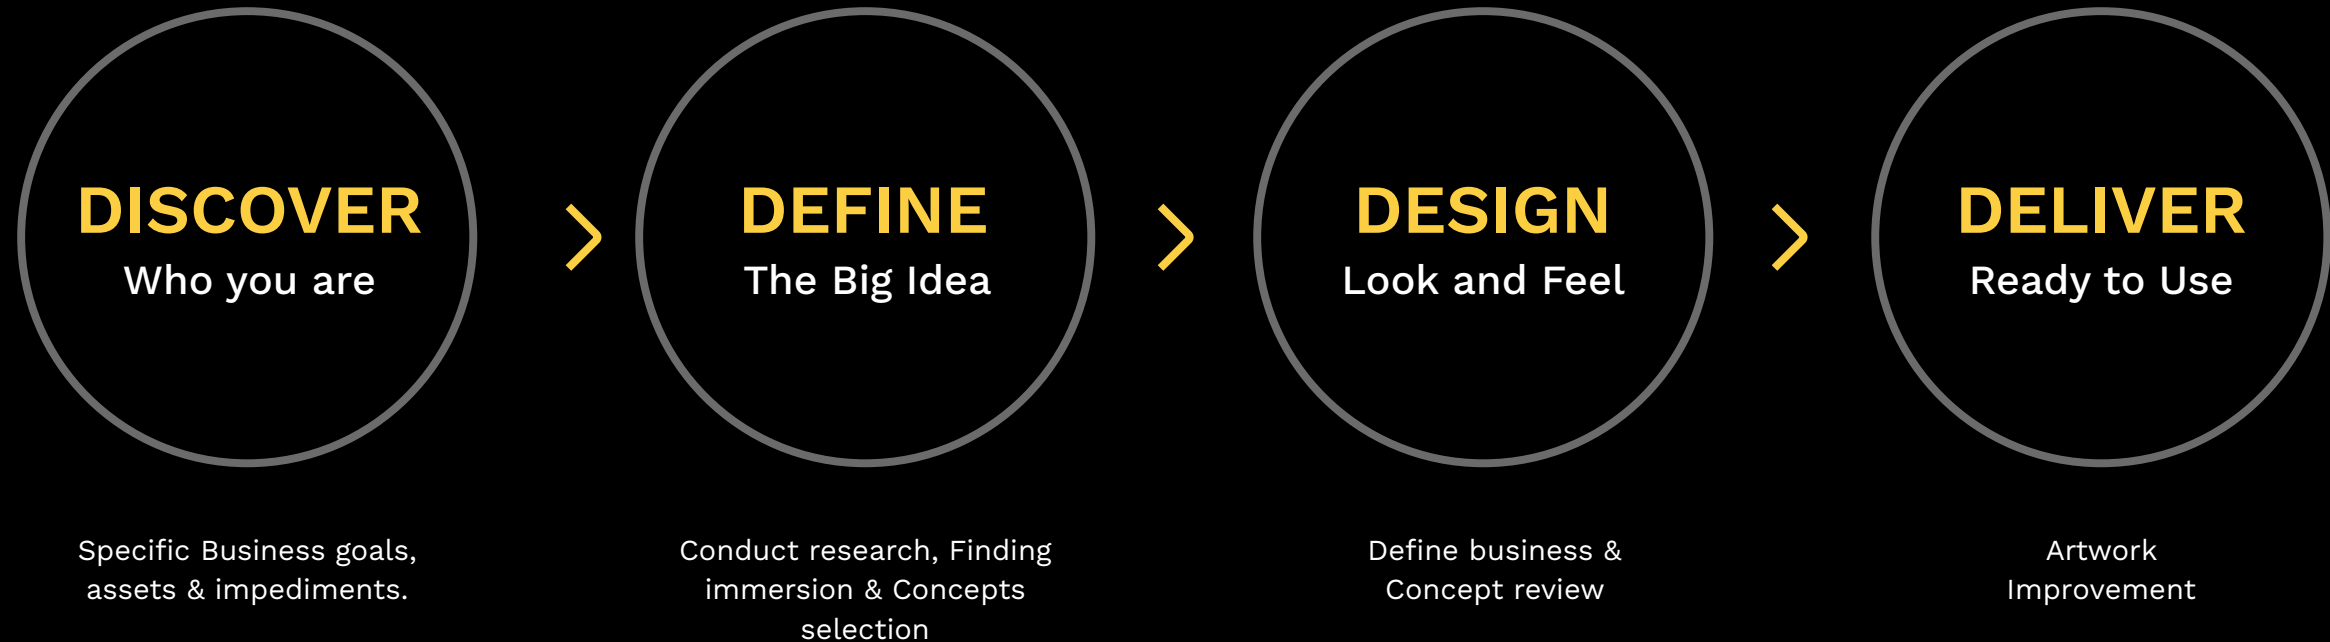 DISCOVER
Who you are
Specific Business goals,
assets & impediments.
DEFINE
The Big Idea
Conduct research, Finding
immersion & Concepts
selection
DESIGN
Look and Feel
Define business &
Concept review
DELIVER
Ready to Use
Artwork
Improvement